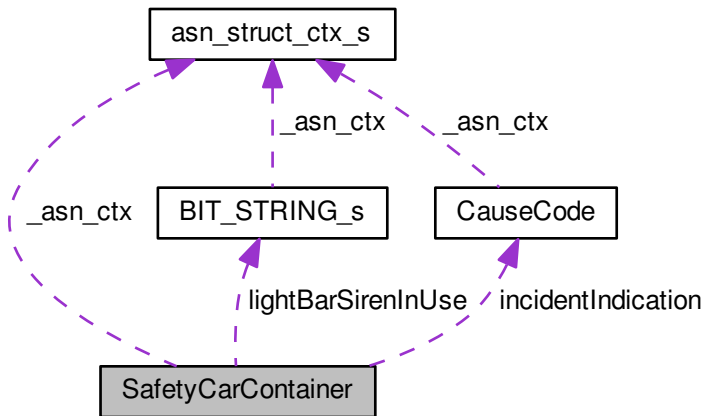 asn_struct_ctx_s
_asn_ctx
_asn_ctx
_asn_ctx
BIT_STRING_s
CauseCode
lightBarSirenInUse
incidentIndication
SafetyCarContainer